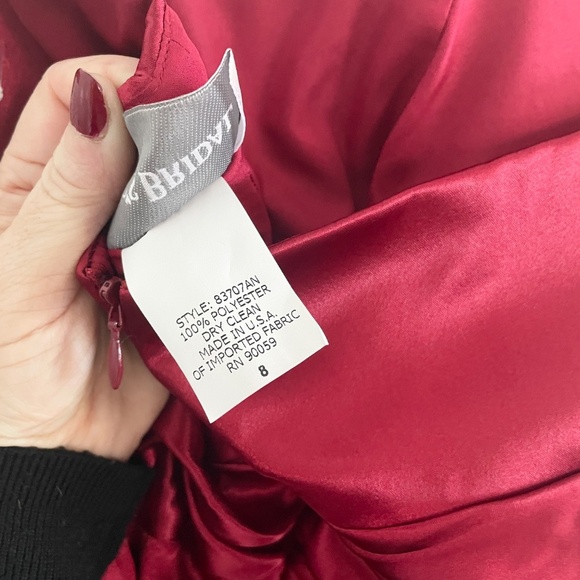 BRIDAL
STYLE: 83707AN
100% POLYESTER
DRY CLEAN
MADE IN U.S.A.
OF IMPORTED FABRIC
RN 90059
8